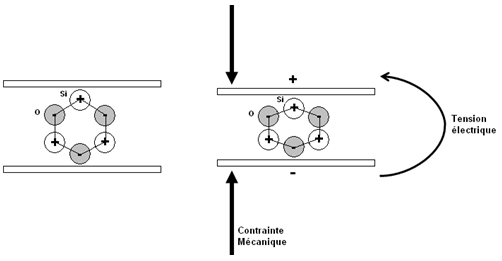 Si
+
O
+
+
-
+
Si
+
O
+
+
-
-
Tension
électrique
Contrainte
Mécanique